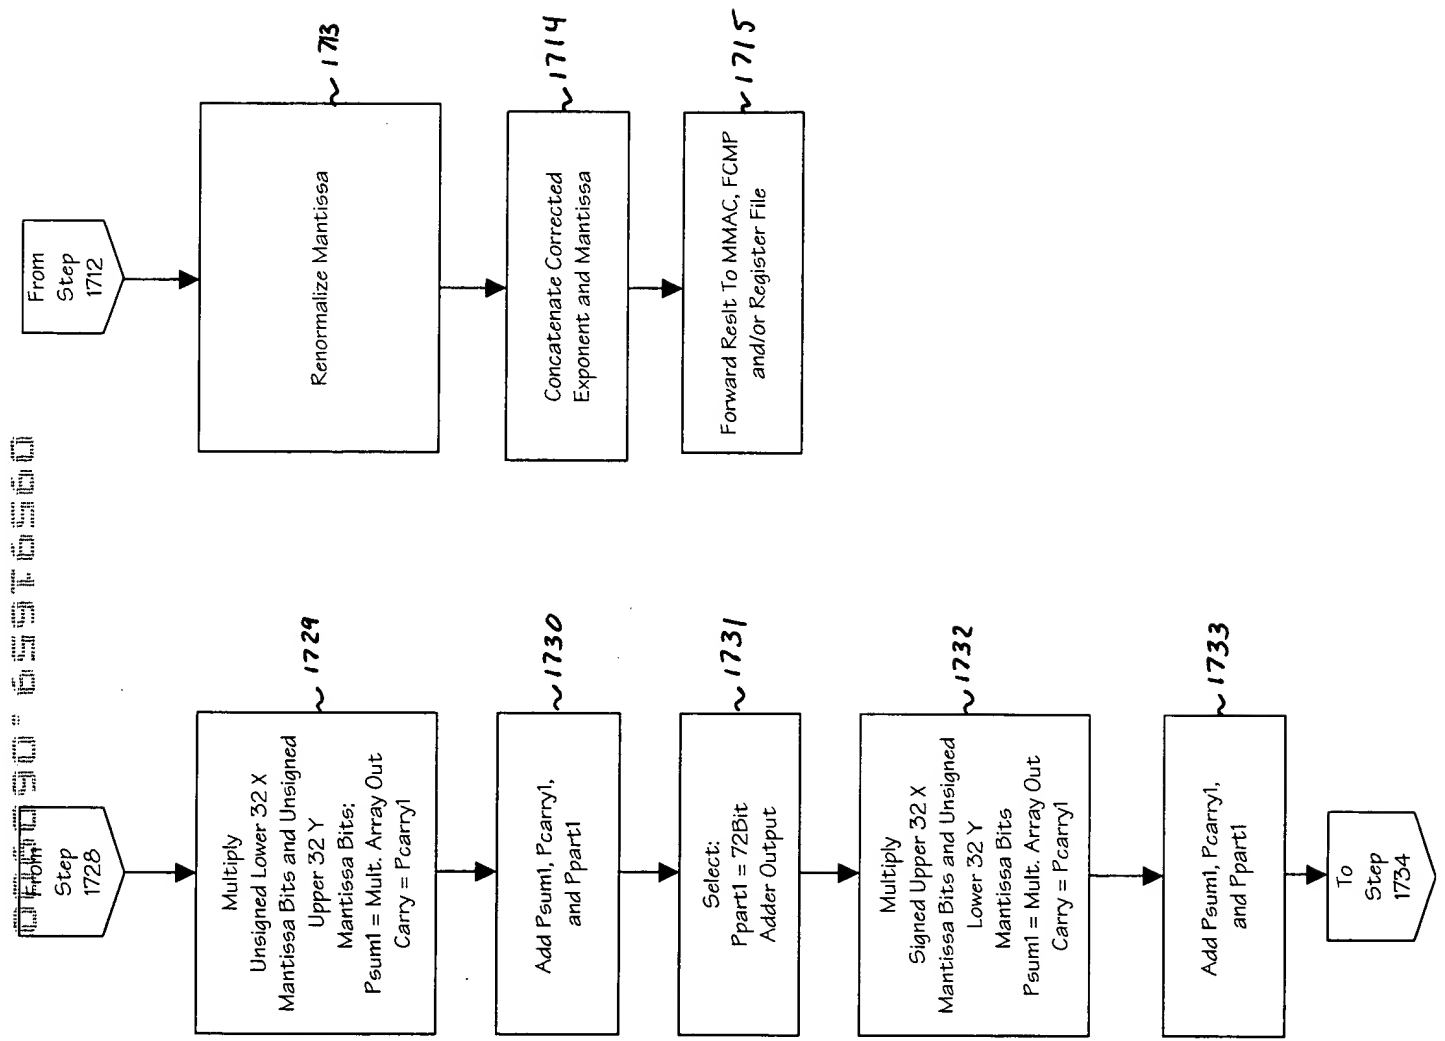 From
Step
1712
Renormalize Mantissa
1713
Concatenate Corrected
Exponent and Mantissa
1714
Forward Reslt To MMAC, FCMP
and/or Register File
1715
From
Step
1728
Multiply
Unsigned Lower 32 X
Mantissa Bits and Unsigned
Upper 32 Y
Mantissa Bits:
Psum1 = Mult. Array Out
Carry = Pcarry1
1729
Add Psum1, Pcarry1,
and Ppart1
1730
Select:
Ppart1 = 72Bit
Adder Output
1731
Multiply
Signed Upper 32 X
Mantissa Bits and Unsigned
Lower 32 Y
Mantissa Bits
Psum1 = Mult. Array Out
Carry = Pcarry1
1732
Add Psum1, Pcarry1,
and Ppart1
1733
To
Step
1734